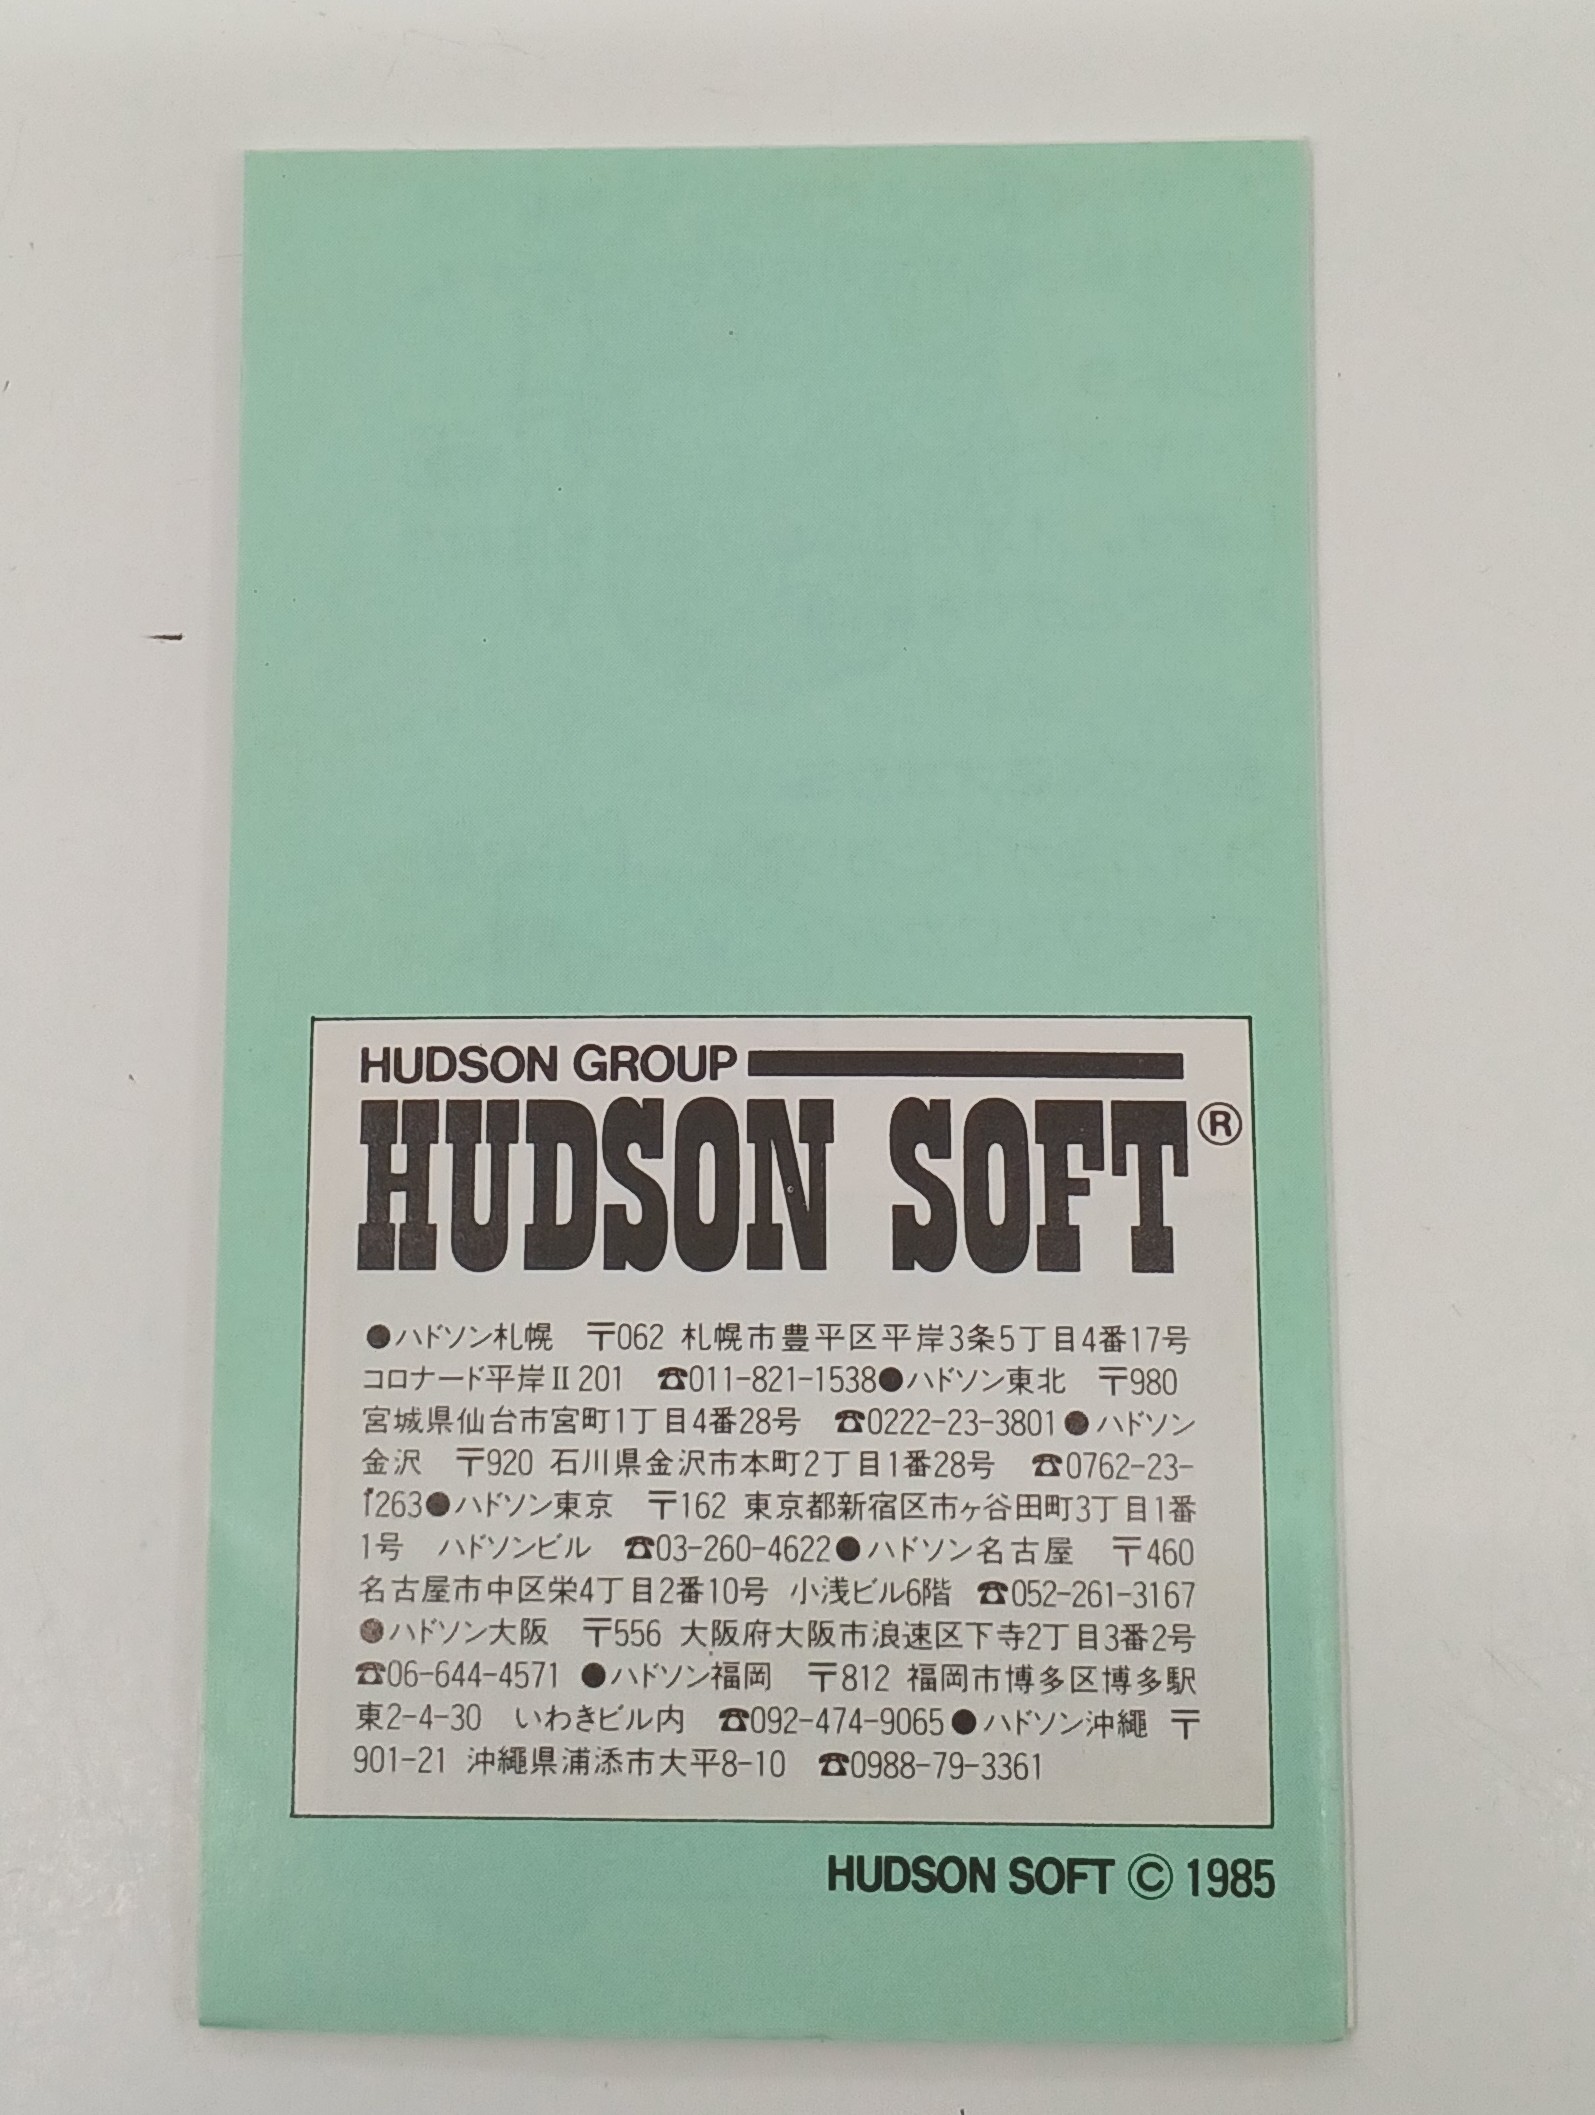 HUDSON GROUP
HUDSON SOFT®
●ハドソン札幌 〒062 札幌市豊平区平岸3条5丁目4番17号
コロナード平岸Ⅱ201 ☎011-821-1538●ハドソン東北 〒980
宮城県仙台市宮町1丁目4番28号 ☎0222-23-3801●ハドソン
金沢 〒920 石川県金沢市本町2丁目1番28号 ☎0762-23-
1263●ハドソン東京 〒162 東京都新宿区市ヶ谷田町3丁目1番
1号 ハドソンビル ☎03-260-4622●ハドソン名古屋 〒460
名古屋市中区栄4丁目2番10号 小浅ビル6階 ☎052-261-3167
●ハドソン大阪 〒556 大阪府大阪市浪速区下寺2丁目3番2号
☎06-644-4571 ●ハドソン福岡 〒812 福岡市博多区博多駅
東2-4-30 いわきビル内 ☎092-474-9065●ハドソン沖縄 〒
901-21 沖縄県浦添市大平8-10 ☎0988-79-3361
HUDSON SOFT © 1985